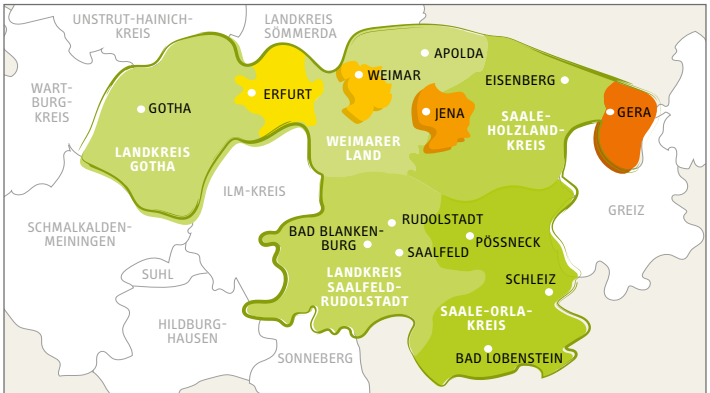 UNSTRUT-HAINICH-
KREIS
LANDKREIS
SÖMMERDA
WART-
BURG-
KREIS
GOTHA
ERFURT
WEIMAR
APOLDA
EISENBERG
JENA
GERA
LANDKREIS
GOTHA
WEIMARER
LAND
SAALE-
HOLZLAND-
KREIS
ILM-KREIS
GREIZ
SCHMALKALDEN-
MEININGEN
SUHL
HILDBURG-
HAUSEN
SONNEBERG
RUDOLSTADT
BAD BLANKEN-
BURG
SAALFELD
PÖSSNECK
LANDKREIS
SAALFELD-
RUDOLSTADT
SCHLEIZ
SAALE-ORLA-
KREIS
BAD LOBENSTEIN